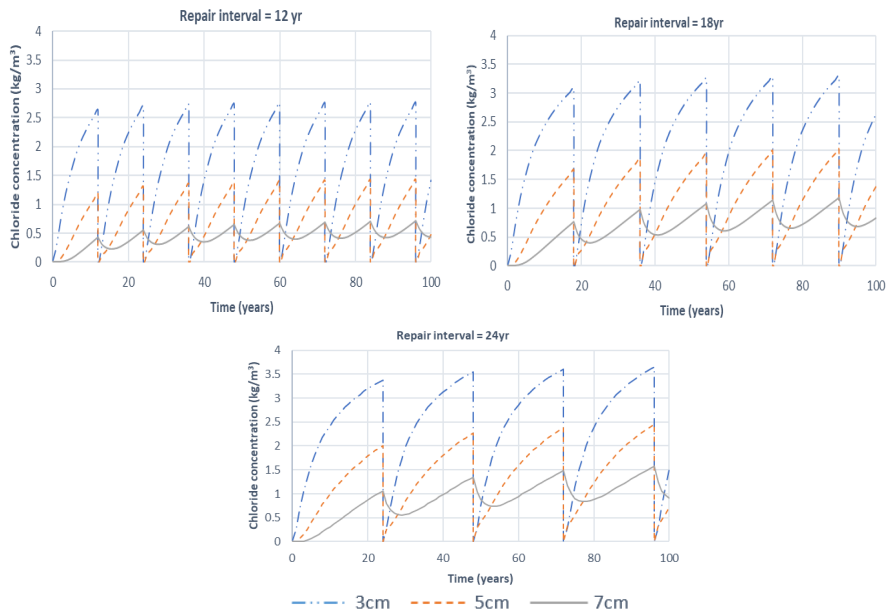 Repair interval = 12 yr
Chloride concentration (kg/m³)
4
3.5
3
2.5
2
1.5
1
0.5
0
0 20 40 60 80 100
Time (years)
Repair interval = 18yr
Chloride concentration (kg/m³)
4
3.5
3
2.5
2
1.5
1
0.5
0
0 20 40 60 80 100
Time (years)
Repair interval = 24yr
Chloride concentration (kg/m³)
4
3.5
3
2.5
2
1.5
1
0.5
0
0 20 40 60 80 100
Time (years)
3cm 5cm 7cm